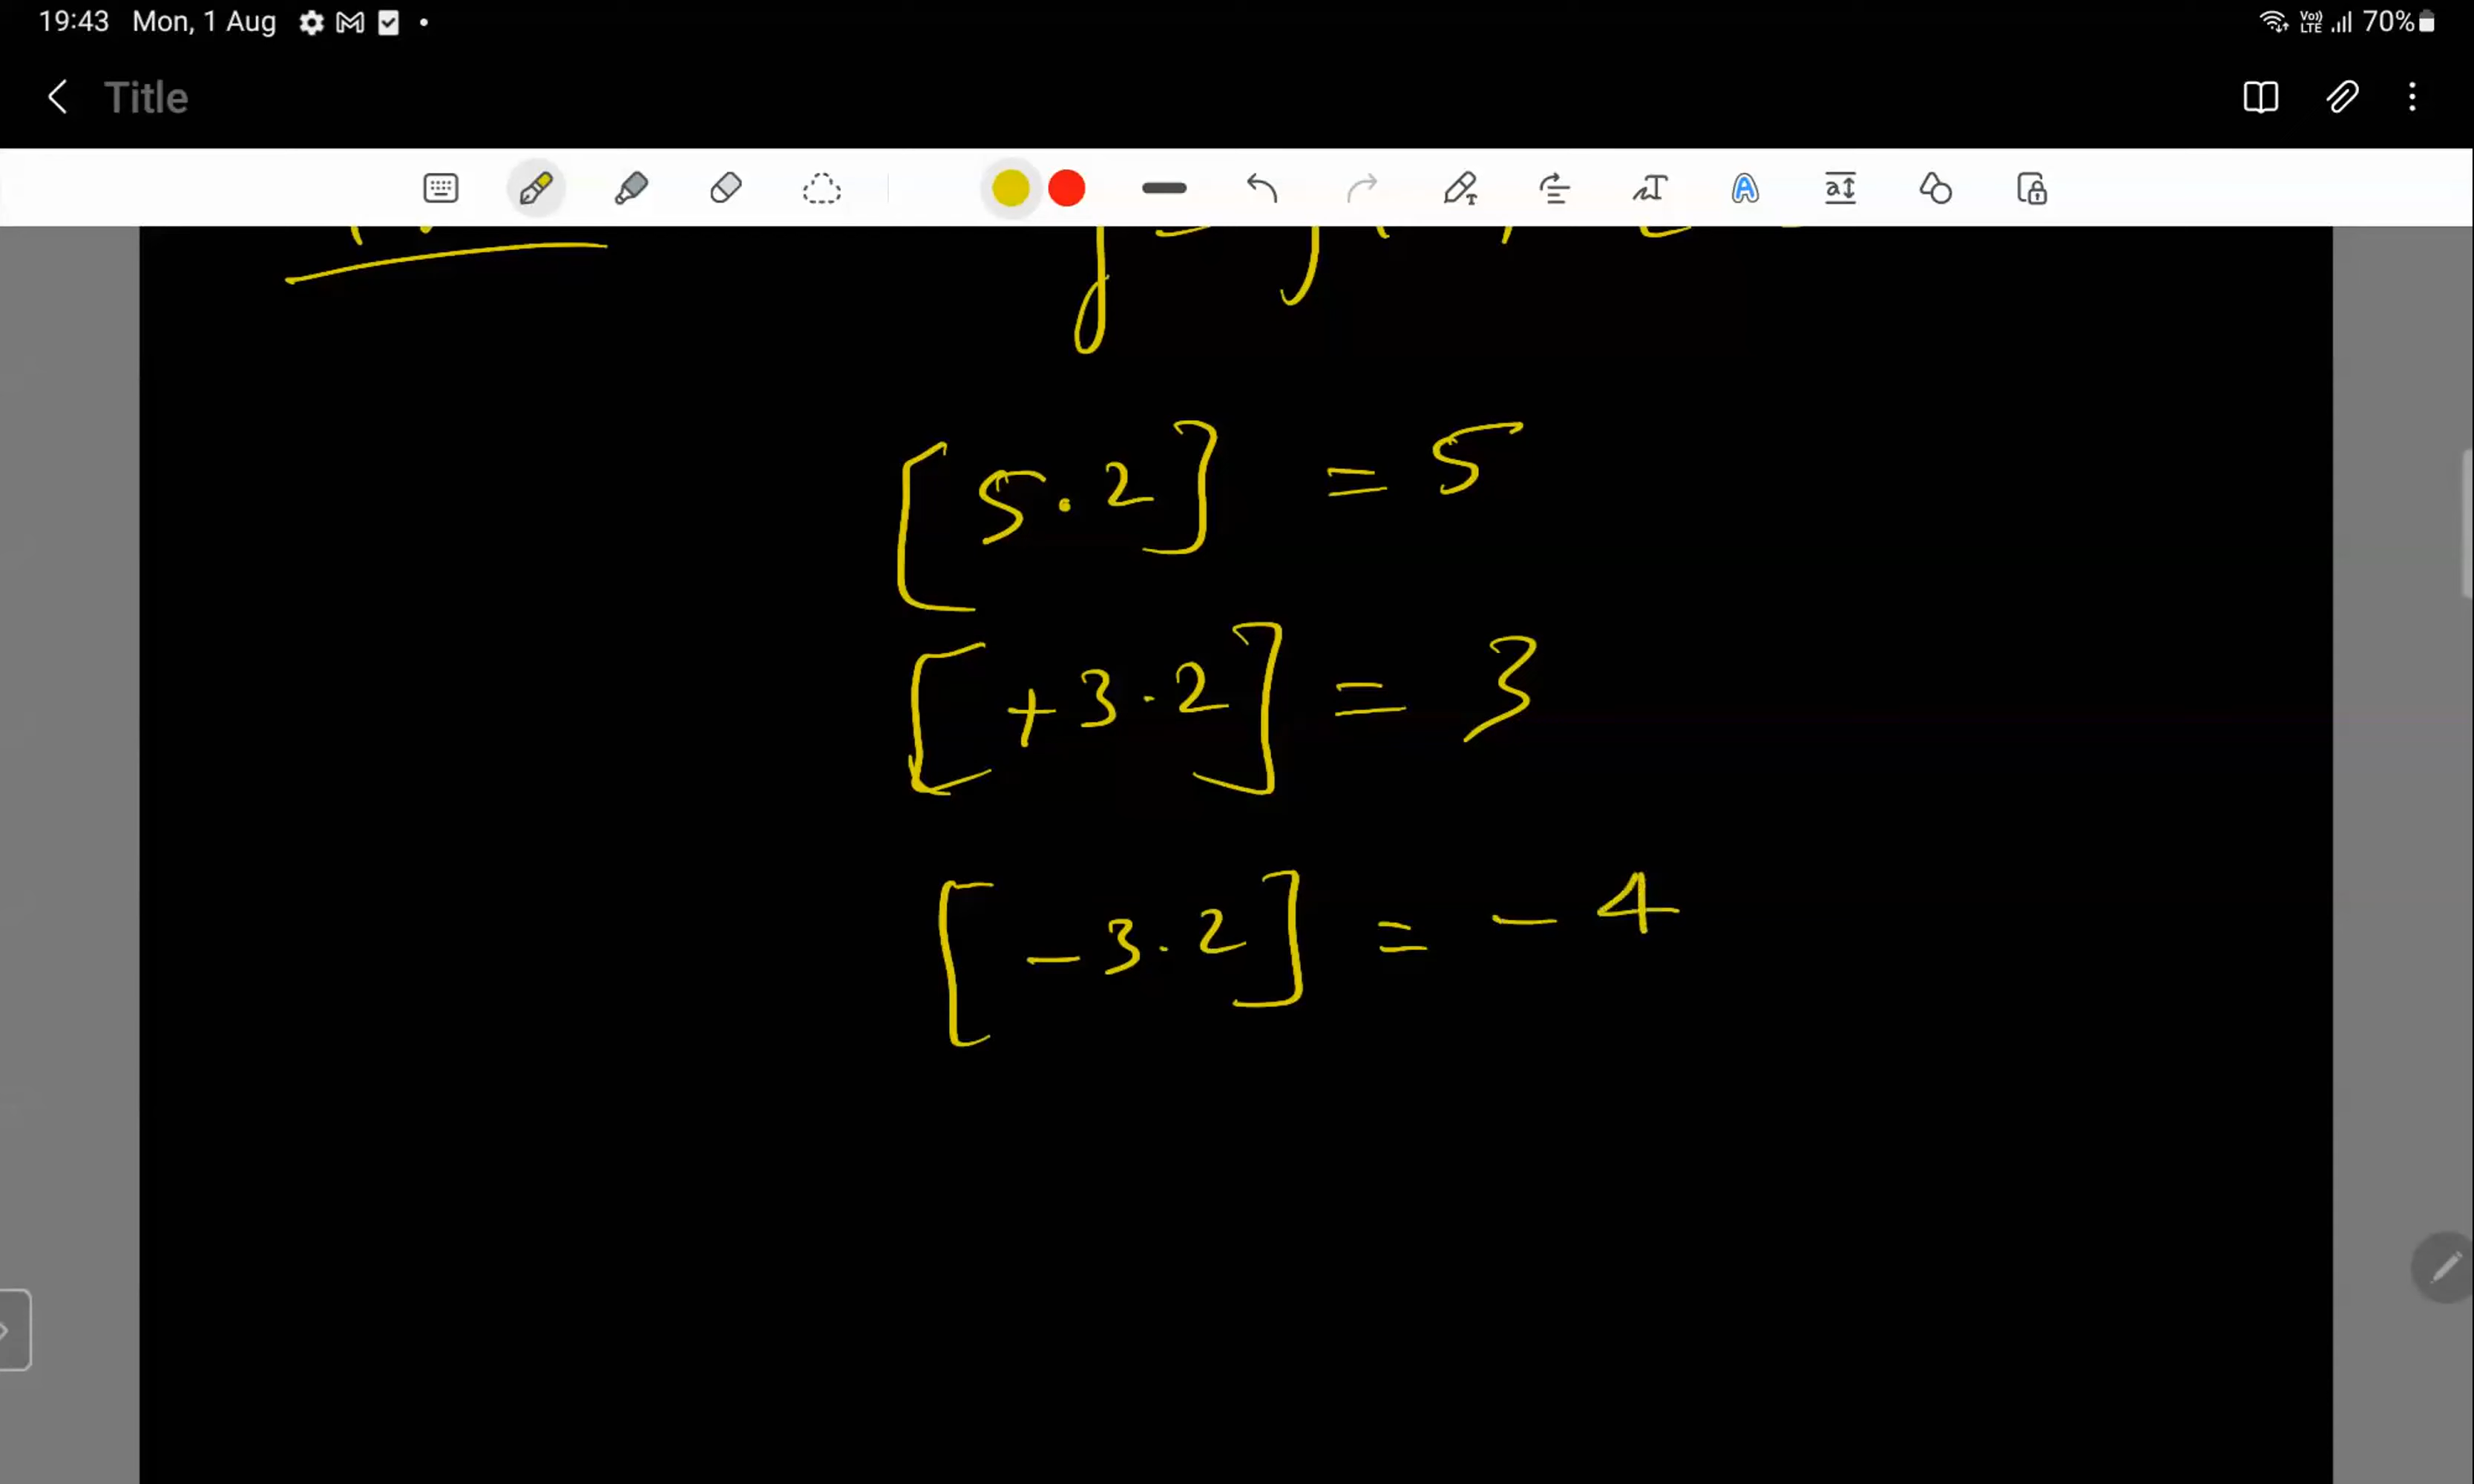 19:43 Mon, 1 Aug 70%
Title
[5.2] = 5
[+3.2] = 3
[-3.2] = -4